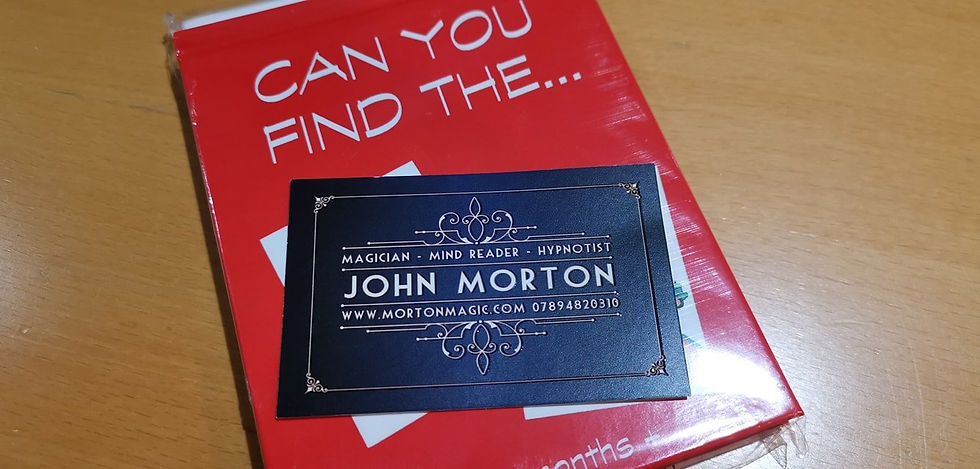 CAN YOU
FIND THE...
MAGICIAN - MIND READER - HYPNOTIST
JOHN MORTON
WWW.MORTONMAGIC.COM 07894820310